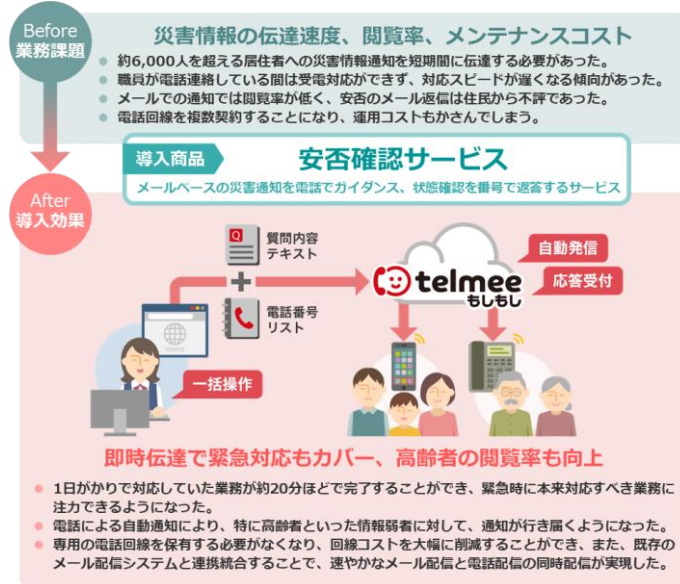 Before
業務課題
災害情報の伝達速度、閲覧率、メンテナンスコスト
約6,000人を超える居住者への災害情報通知を短期間に伝達する必要があった。
職員が電話連絡している間は受電対応ができず、対応スピードが遅くなる傾向があった。
メールでの通知では閲覧率が低く、安否のメール返信は住民から不評であった。
電話回線を複数契約することになり、運用コストもかさんでしまう。
導入商品
安否確認サービス
メールベースの災害通知を電話でガイダンス、状態確認を番号で返答するサービス
After
導入効果
Q
質問内容
テキスト
電話番号
リスト
www
一括操作
telmee
もしもし
自動発信
応答受付
即時伝達で緊急対応もカバー、高齢者の閲覧率も向上
1日がかりで対応していた業務が約20分ほどで完了することができ、緊急時に本来対応すべき業務に
注力できるようになった。
電話による自動通知により、特に高齢者といった情報弱者に対して、通知が行き届くようになった。
専用の電話回線を保有する必要がなくなり、回線コストを大幅に削減することができ、また、既存の
メール配信システムと連携統合することで、速やかなメール配信と電話配信の同時配信が実現した。